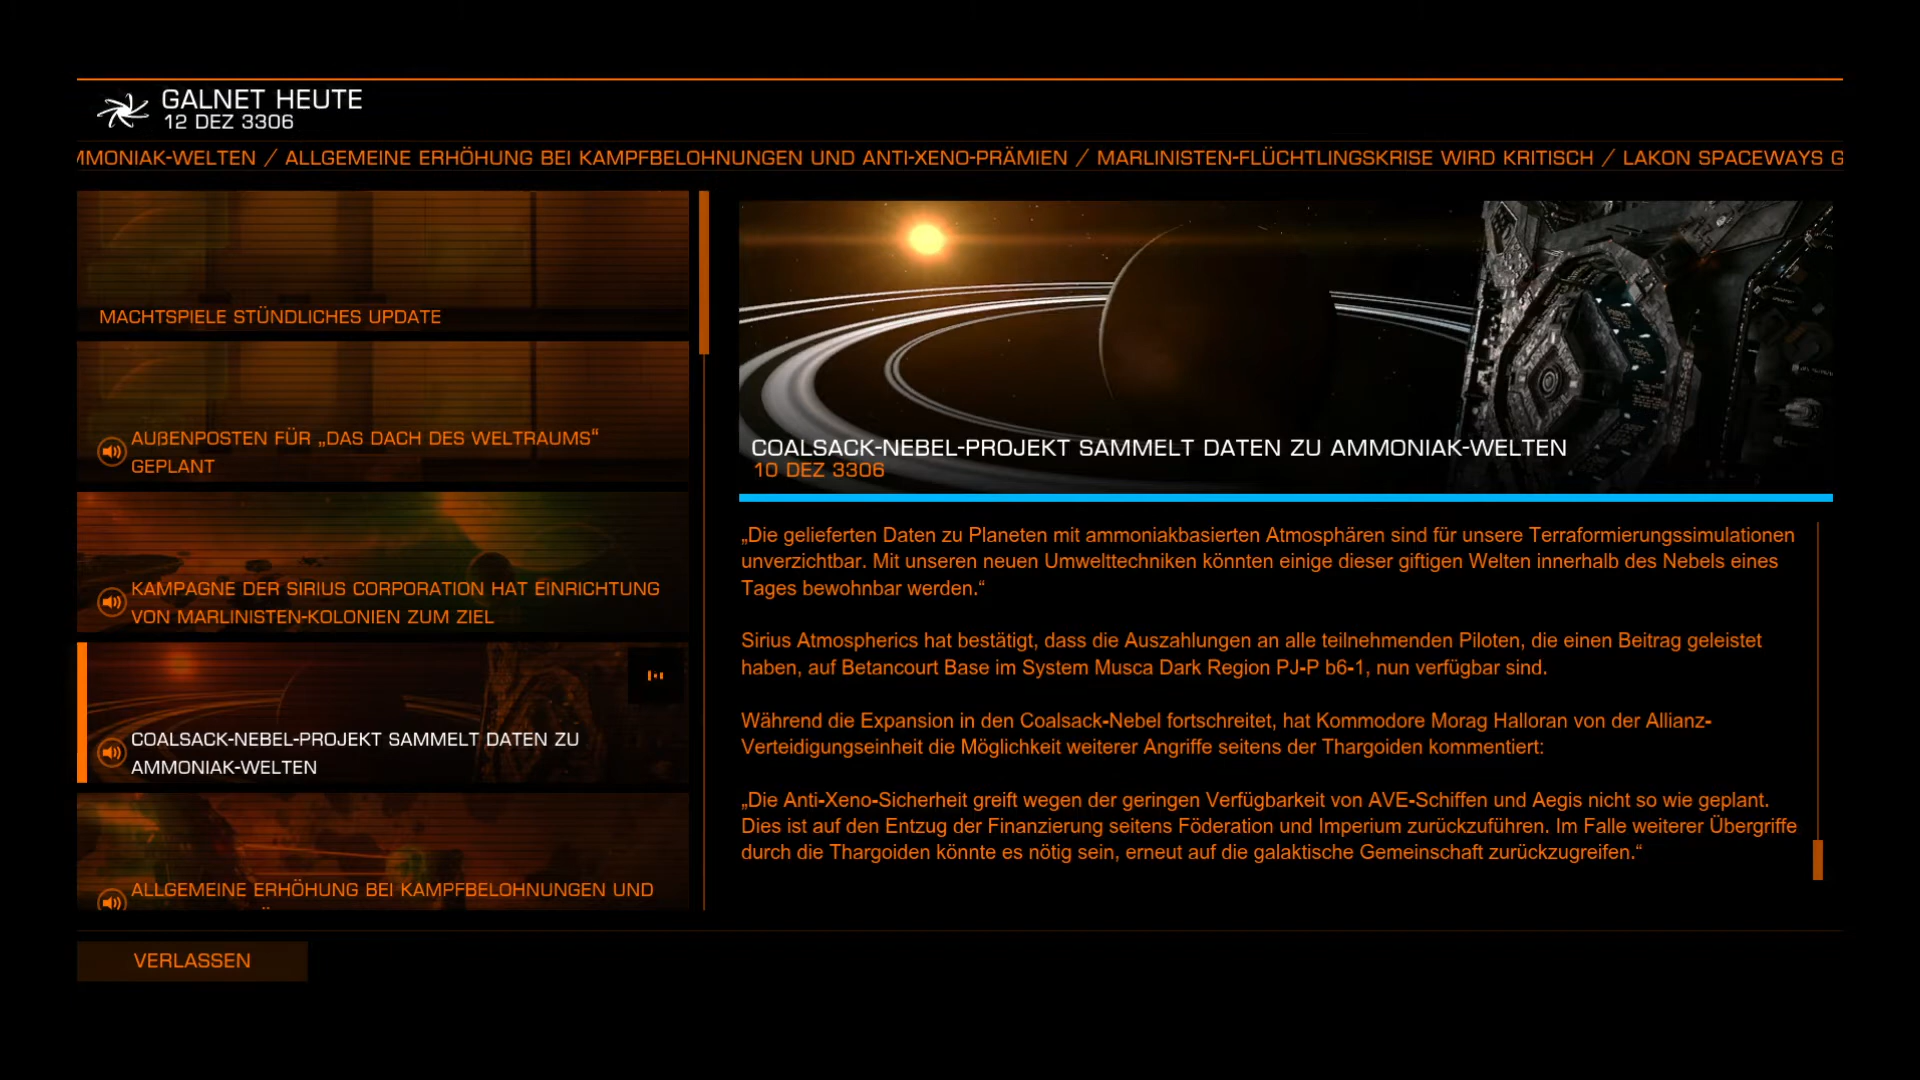 GALNET HEUTE
12 DEZ 3306
MMONIAK-WELTEN / ALLGEMEINE ERHÖHUNG BEI KAMPFBELOHNUNGEN UND ANTI-XENO-PRÄMIEN / MARLINISTEN-FLÜCHTLINGSKRISE WIRD KRITISCH / LAKON SPACEWAYS G
MACHTSPIELE STÜNDLICHES UPDATE
AUßENPOSTEN FÜR „DAS DACH DES WELTRAUMS“
GEPLANT
KAMPAGNE DER SIRIUS CORPORATION HAT EINRICHTUNG
VON MARLINISTEN-KOLONIEN ZUM ZIEL
COALSACK-NEBEL-PROJEKT SAMMELT DATEN ZU
AMMONIAK-WELTEN
ALLGEMEINE ERHÖHUNG BEI KAMPFBELOHNUNGEN UND
COALSACK-NEBEL-PROJEKT SAMMELT DATEN ZU AMMONIAK-WELTEN
10 DEZ 3306
„Die gelieferten Daten zu Planeten mit ammoniakbasierten Atmosphären sind für unsere Terraformierungssimulationen
unverzichtbar. Mit unseren neuen Umwelttechniken könnten einige dieser giftigen Welten innerhalb des Nebels eines
Tages bewohnbar werden.“
Sirius Atmospherics hat bestätigt, dass die Auszahlungen an alle teilnehmenden Piloten, die einen Beitrag geleistet
haben, auf Betancourt Base im System Musca Dark Region PJ-P b6-1, nun verfügbar sind.
Während die Expansion in den Coalsack-Nebel fortschreitet, hat Kommodore Morag Halloran von der Allianz-
Verteidigungseinheit die Möglichkeit weiterer Angriffe seitens der Thargoiden kommentiert:
„Die Anti-Xeno-Sicherheit greift wegen der geringen Verfügbarkeit von AVE-Schiffen und Aegis nicht so wie geplant.
Dies ist auf den Entzug der Finanzierung seitens Föderation und Imperium zurückzuführen. Im Falle weiterer Übergriffe
durch die Thargoiden könnte es nötig sein, erneut auf die galaktische Gemeinschaft zurückzugreifen.“
VERLASSEN